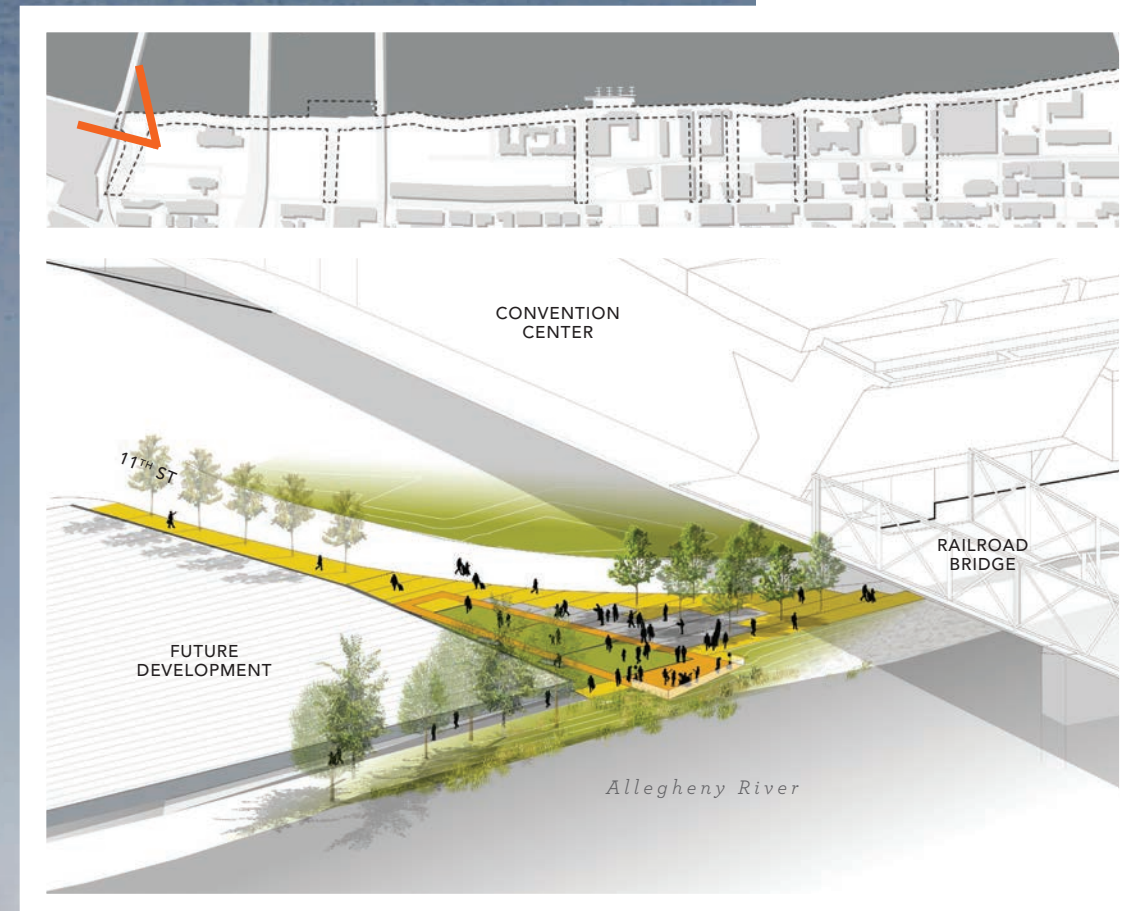 CONVENTION
CENTER
11TH ST
RAILROAD
BRIDGE
FUTURE
DEVELOPMENT
Allegheny River